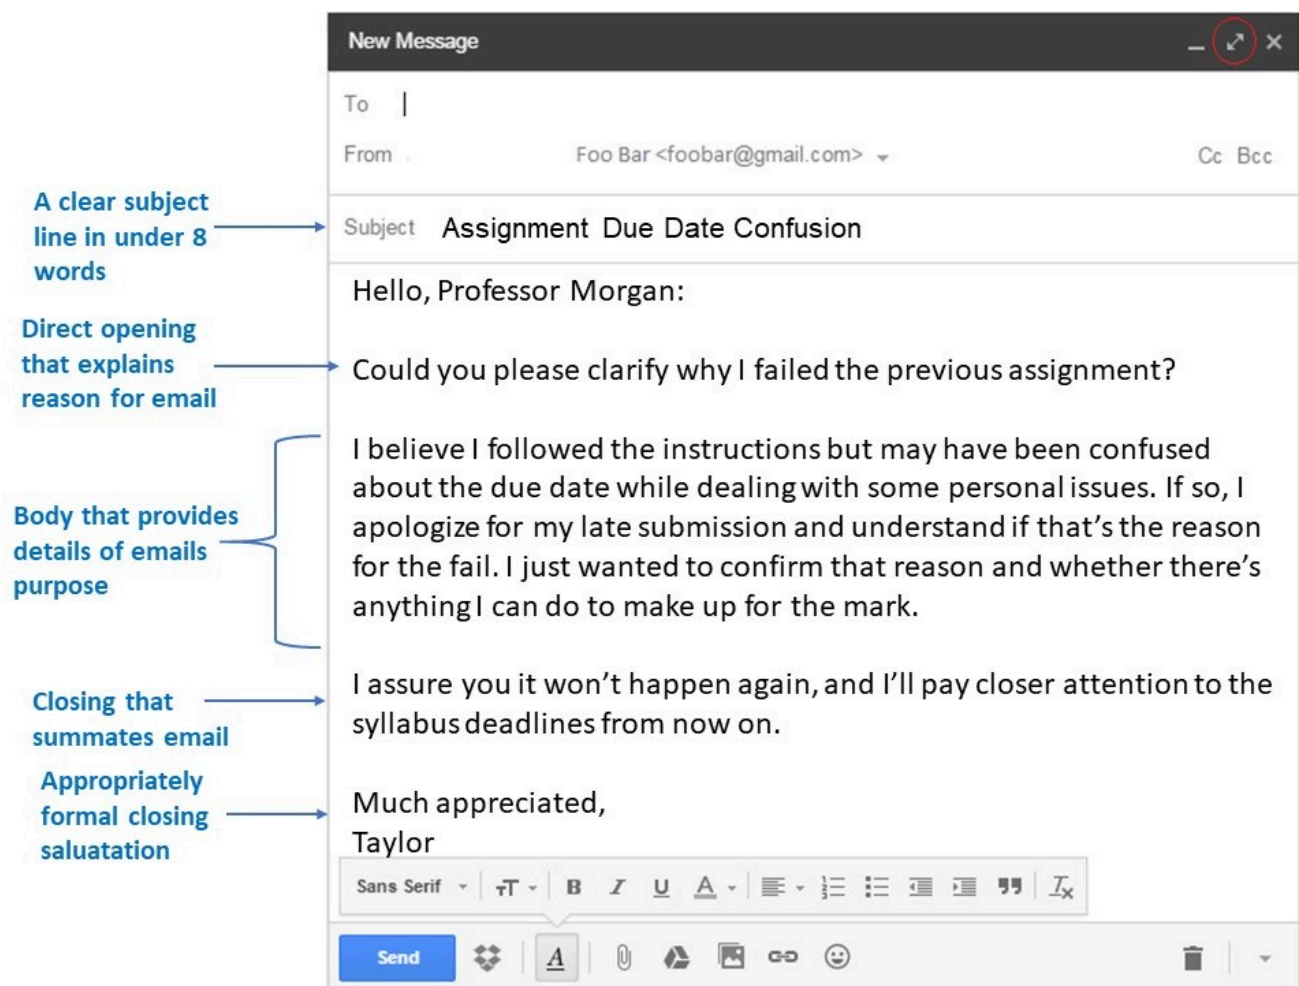 New Message
To
From Foo Bar <foobar@gmail.com> Cc Bcc
A clear subject
line in under 8
words
Subject Assignment Due Date Confusion
Hello, Professor Morgan:
Direct opening
that explains
reason for email
Could you please clarify why I failed the previous assignment?
Body that provides
details of emails
purpose
I believe I followed the instructions but may have been confused
about the due date while dealing with some personal issues. If so, I
apologize for my late submission and understand if that's the reason
for the fail. I just wanted to confirm that reason and whether there's
anything I can do to make up for the mark.
Closing that
summates email
I assure you it won't happen again, and I'll pay closer attention to the
syllabus deadlines from now on.
Appropriately
formal closing
saluatation
Much appreciated,
Taylor
Sans Serif
Send